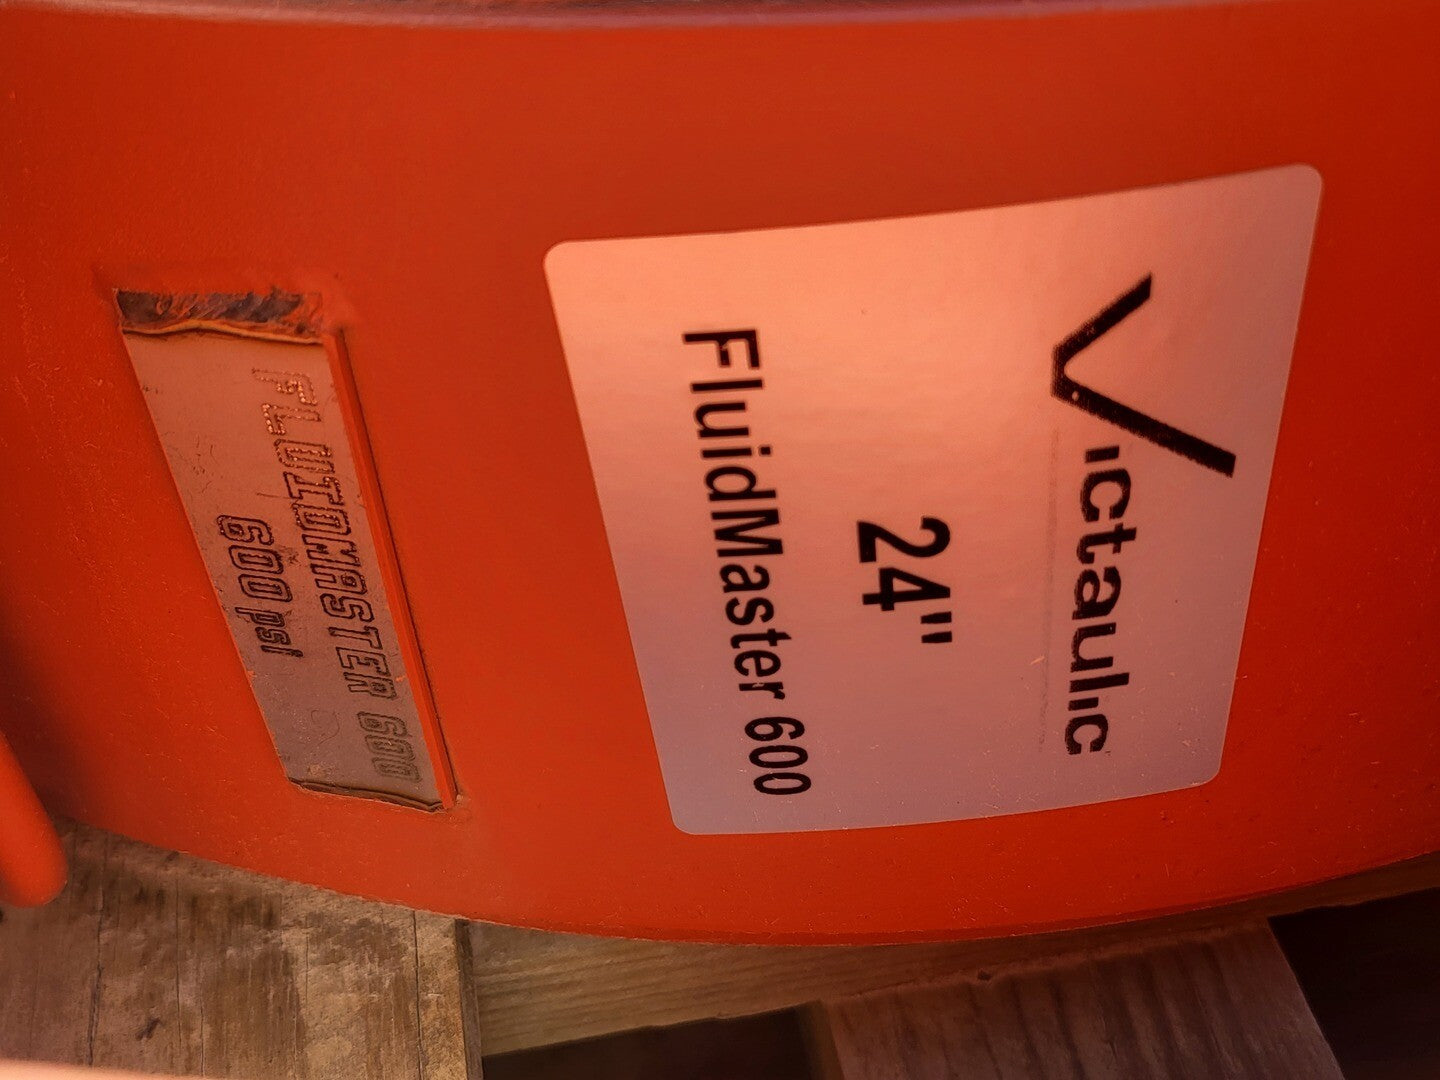 Victaulic
24"
FluidMaster 600
FLUIDMASTER 600
600 psi